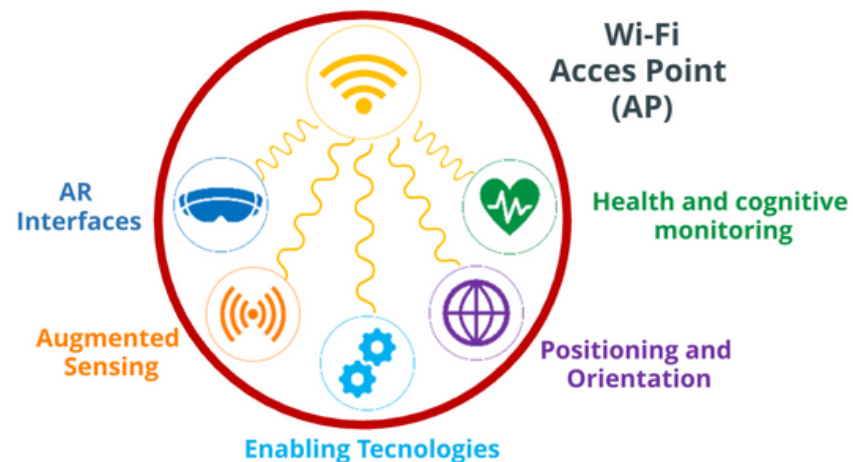 Wi-Fi
Acces Point
(AP)
AR
Interfaces
Health and cognitive
monitoring
Augmented
Sensing
Positioning and
Orientation
Enabling Tecnologies